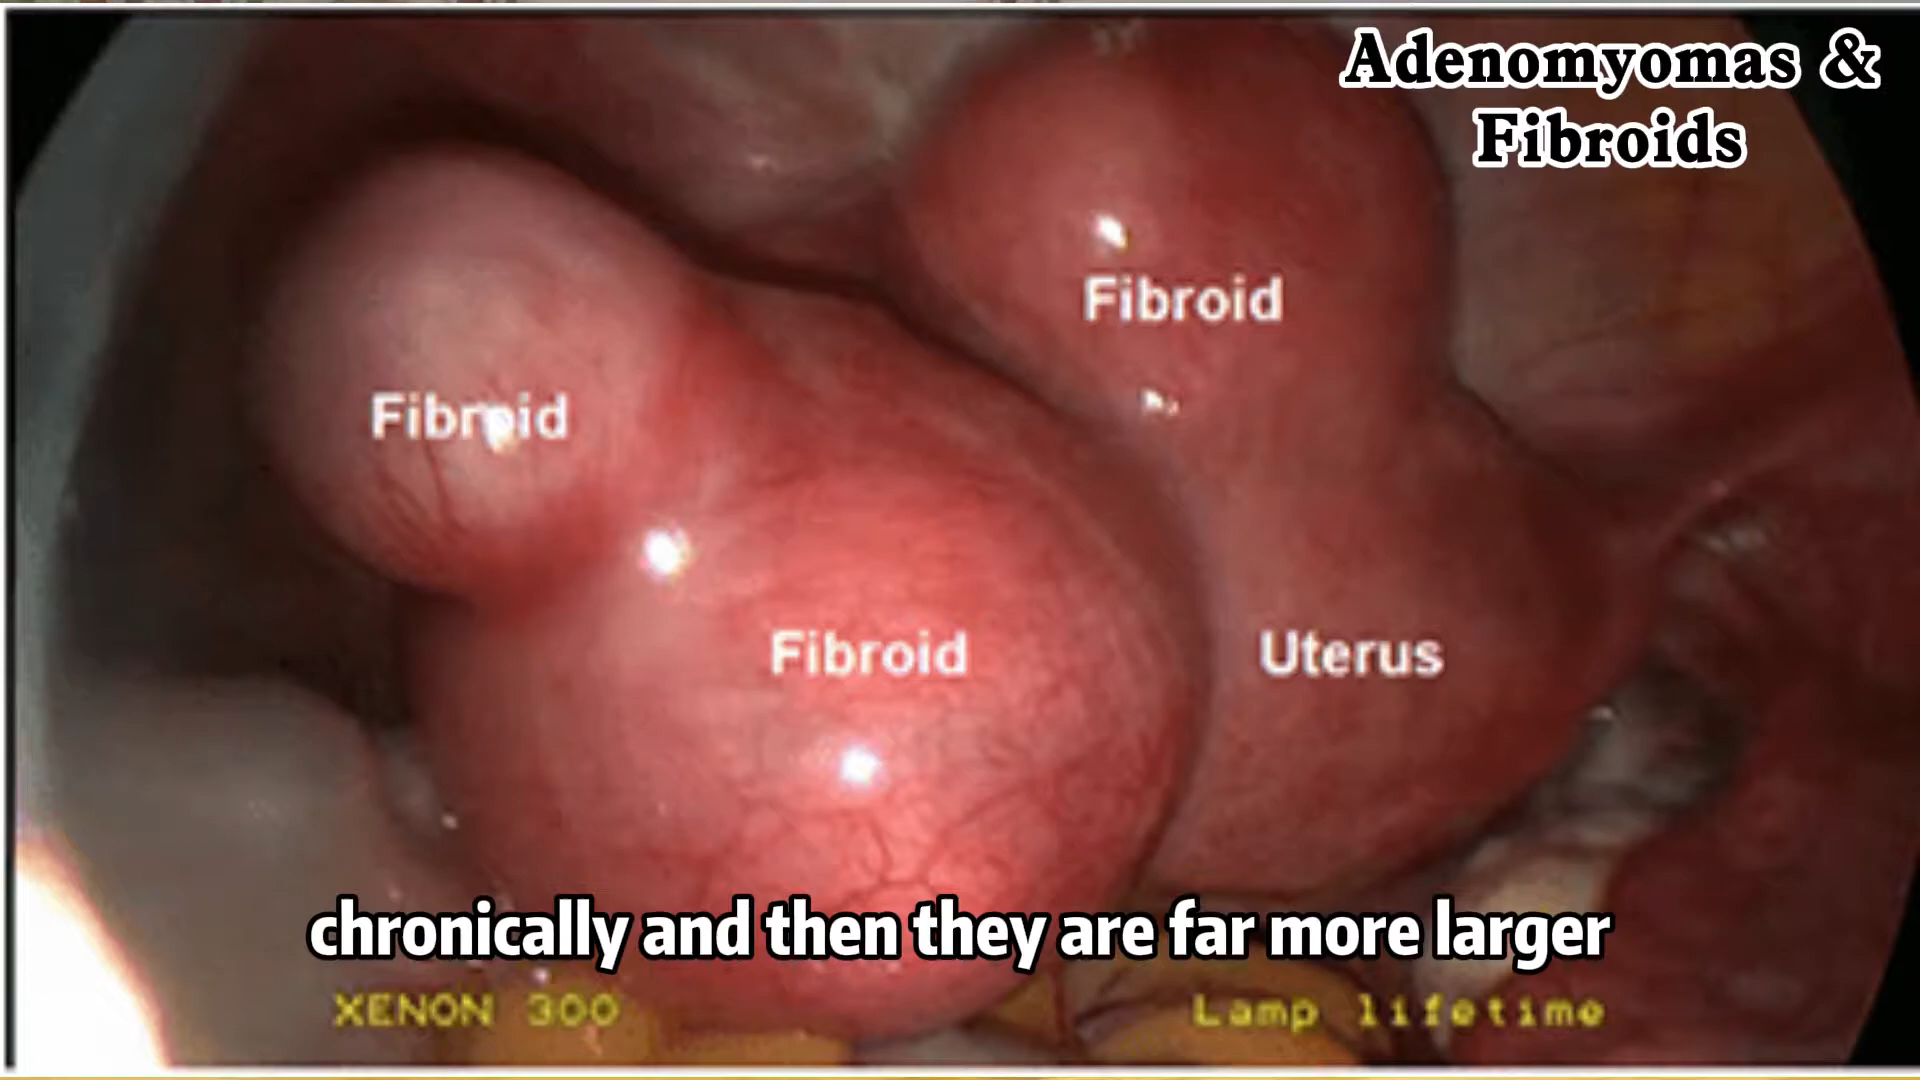 Adenomyomas &
Fibroids
Fibroid
Fibroid
Fibroid
Uterus
chronically and then they are far more larger
XENON 300
Lamp lifetime